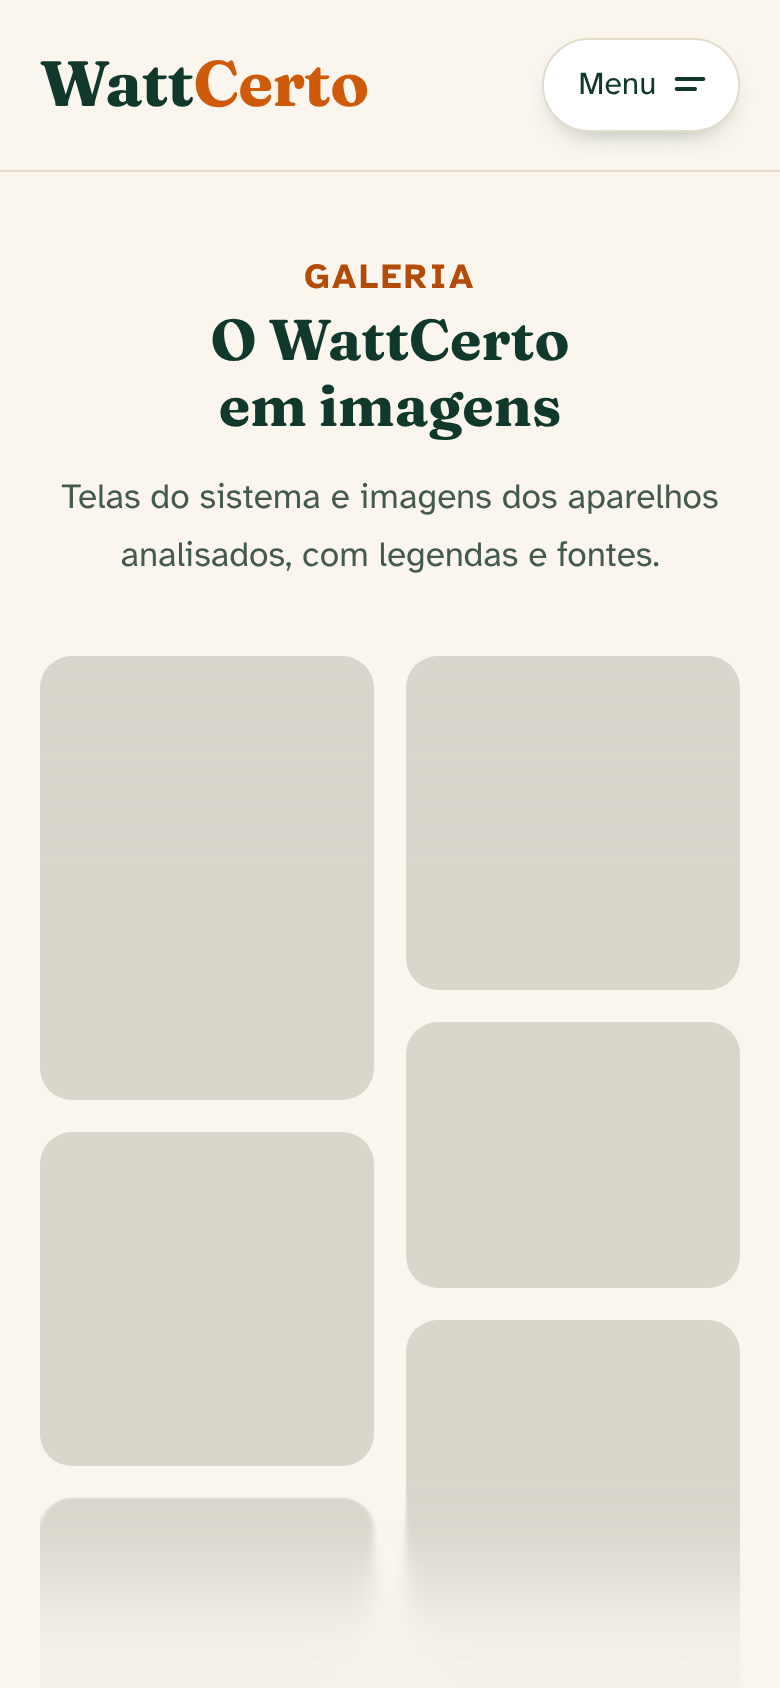 WattCerto
Menu
GALERIA
O WattCerto
em imagens
Telas do sistema e imagens dos aparelhos
analisados, com legendas e fontes.